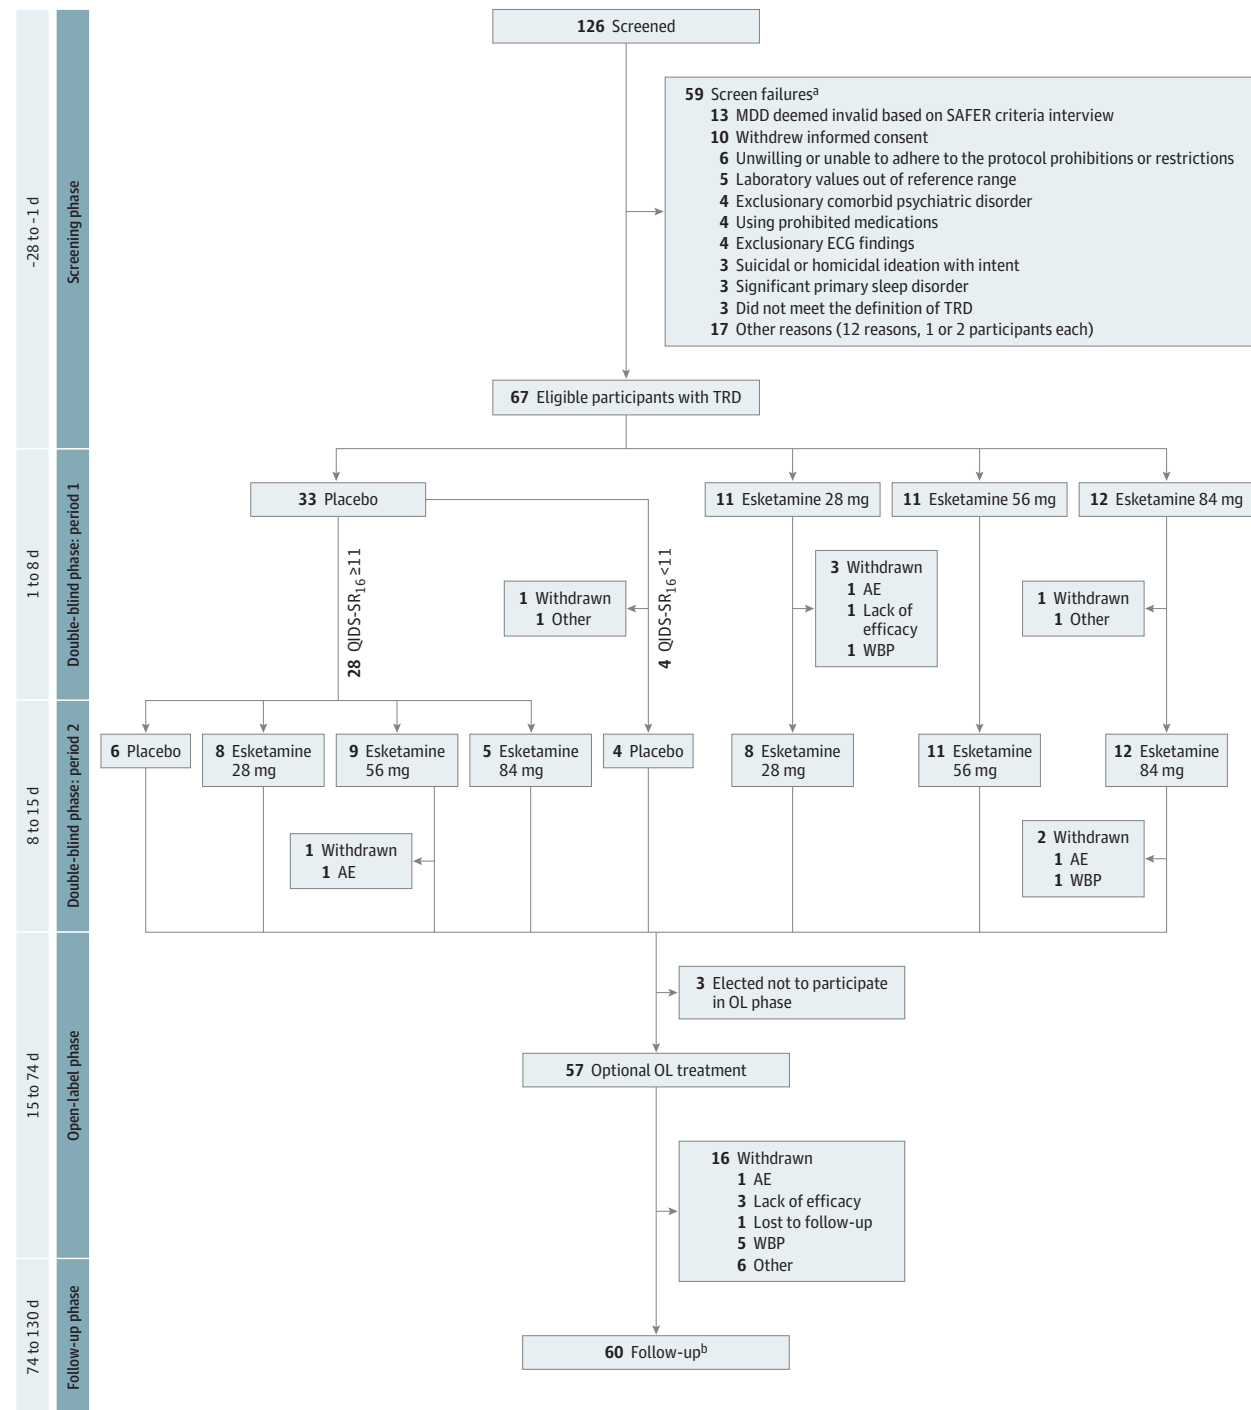 126 Screened
59 Screen failuresa
13 MDD deemed invalid based on SAFER criteria interview
10 Withdrew informed consent
6 Unwilling or unable to adhere to the protocol prohibitions or restrictions
5 Laboratory values out of reference range
4 Exclusionary comorbid psychiatric disorder
4 Using prohibited medications
4 Exclusionary ECG findings
3 Suicidal or homicidal ideation with intent
3 Significant primary sleep disorder
3 Did not meet the definition of TRD
17 Other reasons (12 reasons, 1 or 2 participants each)
-28 to -1 d
Screening phase
67 Eligible participants with TRD
1 to 8 d
Double-blind phase: period 1
33 Placebo
11 Esketamine 28 mg
11 Esketamine 56 mg
12 Esketamine 84 mg
28 QIDS-SR16 ≥11
1 Withdrawn
1 Other
4 QIDS-SR16 <11
3 Withdrawn
1 AE
1 Lack of
efficacy
1 WBP
1 Withdrawn
1 Other
8 to 15 d
Double-blind phase: period 2
6 Placebo
8 Esketamine
28 mg
9 Esketamine
56 mg
5 Esketamine
84 mg
4 Placebo
8 Esketamine
28 mg
11 Esketamine
56 mg
12 Esketamine
84 mg
1 Withdrawn
1 AE
2 Withdrawn
1 AE
1 WBP
15 to 74 d
Open-label phase
3 Elected not to participate
in OL phase
57 Optional OL treatment
16 Withdrawn
1 AE
3 Lack of efficacy
1 Lost to follow-up
5 WBP
6 Other
74 to 130 d
Follow-up phase
60 Follow-upb